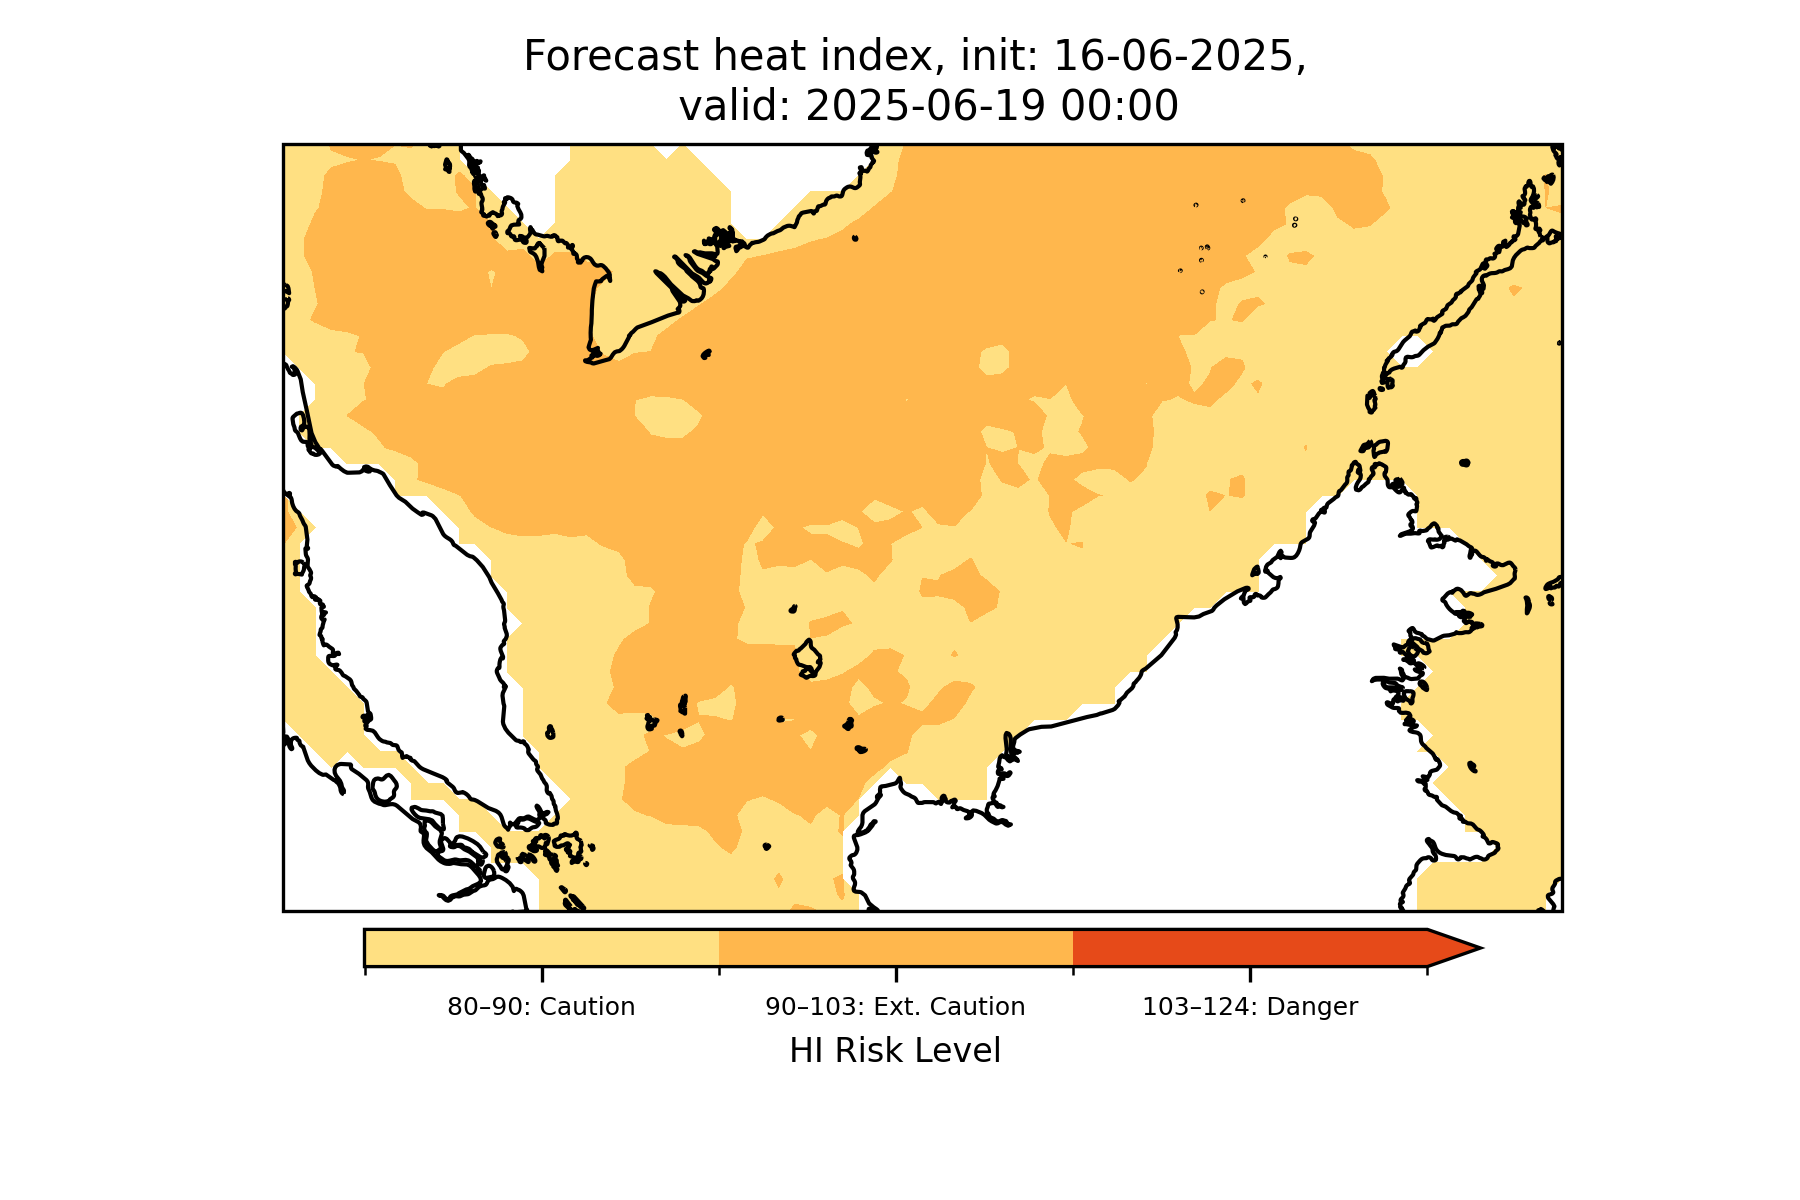 Forecast heat index, init: 16-06-2025,
valid: 2025-06-19 00:00
80–90: Caution
90–103: Ext. Caution
103–124: Danger
HI Risk Level